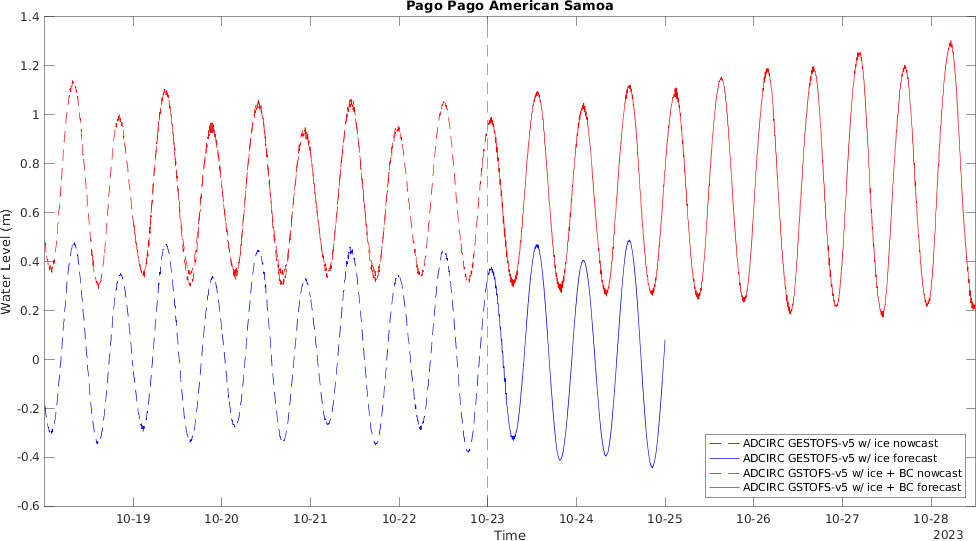 Pago Pago American Samoa
1.4
1.2
1
0.8
0.6
0.4
0.2
0
-0.2
-0.4
-0.6
Water Level (m)
ADCIRC GESTOFS-v5 w/ ice nowcast
ADCIRC GESTOFS-v5 w/ ice forecast
ADCIRC GSTOFS-v5 w/ ice + BC nowcast
ADCIRC GSTOFS-v5 w/ ice + BC forecast
10-19 10-20 10-21 10-22 10-23 10-24 10-25 10-26 10-27 10-28
Time
2023